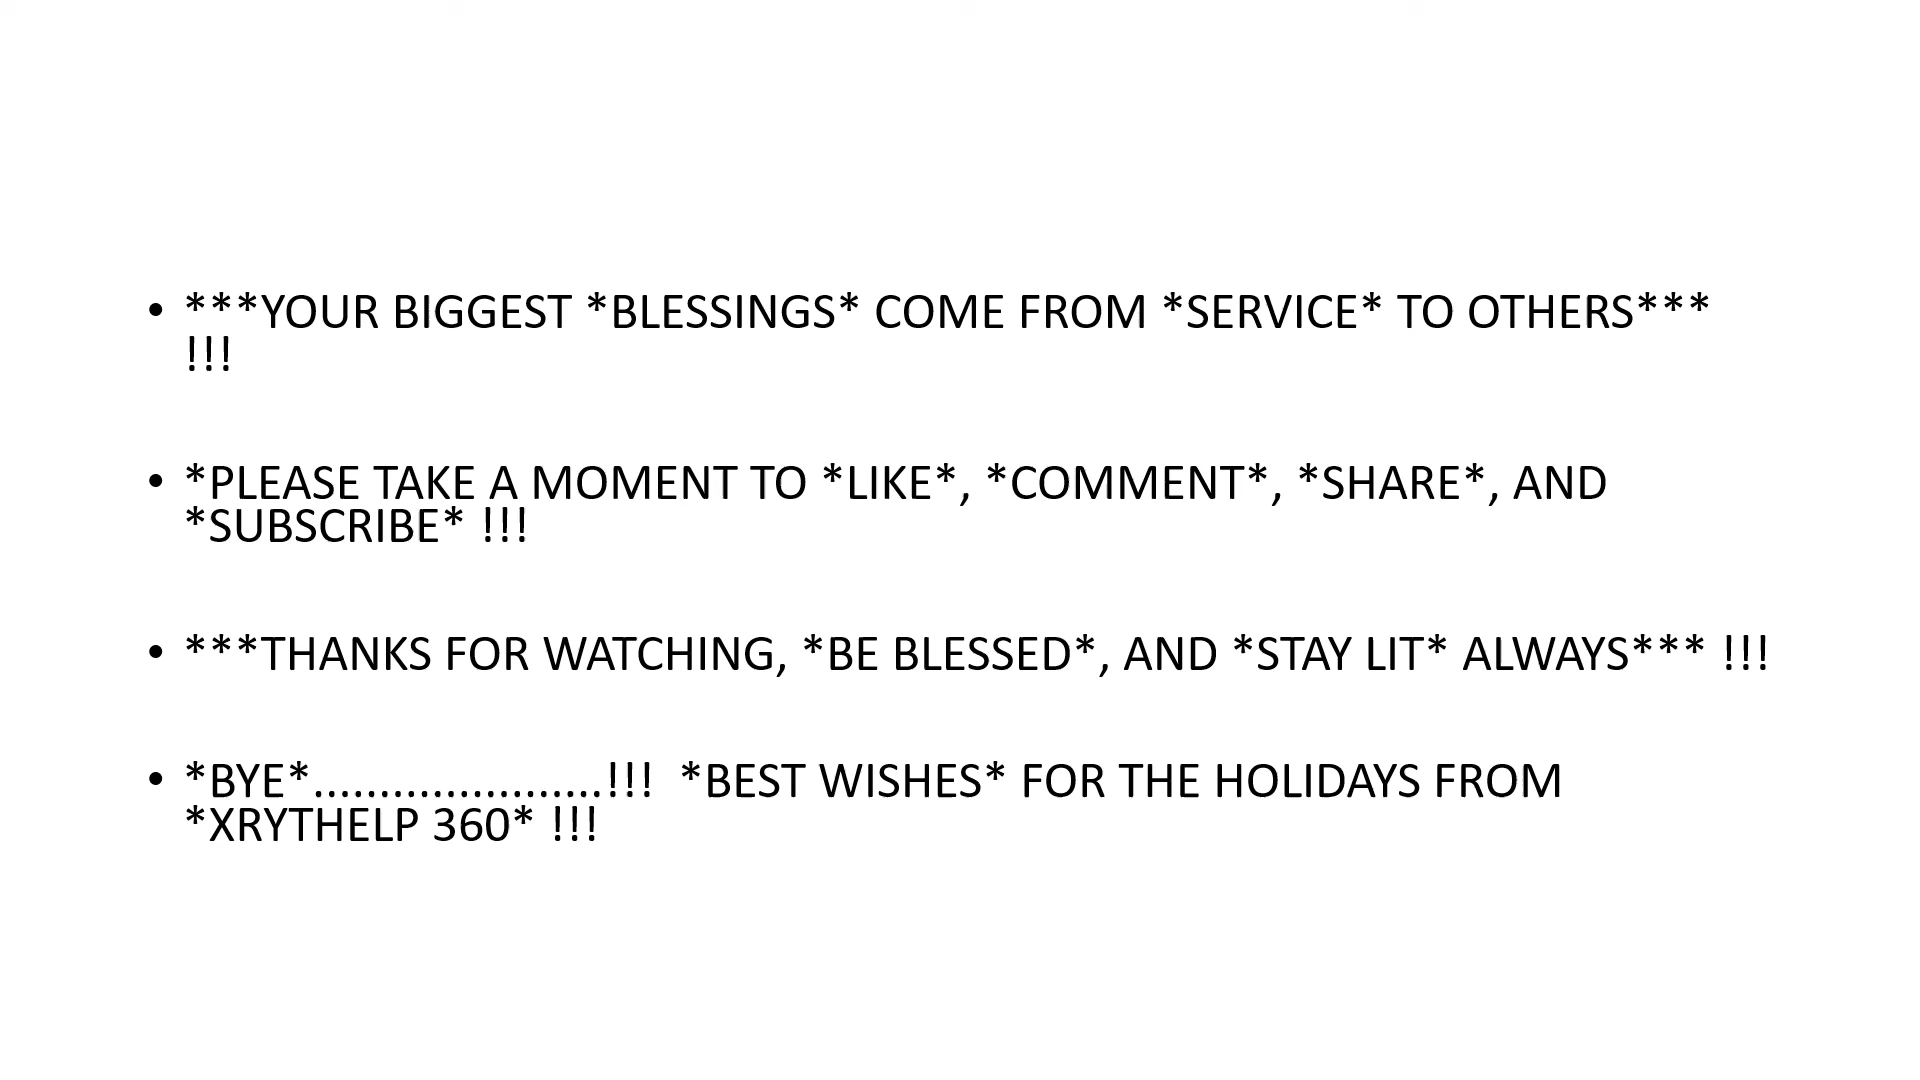 • ***YOUR BIGGEST *BLESSINGS* COME FROM *SERVICE* TO OTHERS***
!!!
• *PLEASE TAKE A MOMENT TO *LIKE*, *COMMENT*, *SHARE*, AND
*SUBSCRIBE* !!!
• ***THANKS FOR WATCHING, *BE BLESSED*, AND *STAY LIT* ALWAYS*** !!!
• *BYE*......................!!!  *BEST WISHES* FOR THE HOLIDAYS FROM
*XRYTHELP 360* !!!